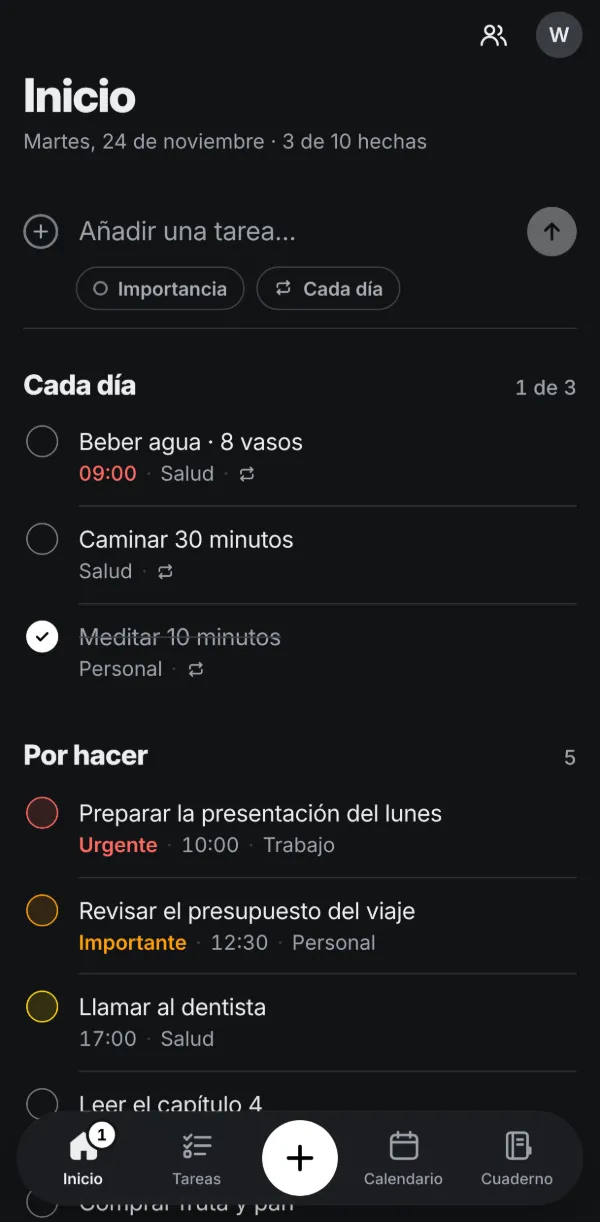 W
Inicio
Martes, 24 de noviembre · 3 de 10 hechas
Añadir una tarea...
Importancia
Cada día
Cada día
1 de 3
Beber agua · 8 vasos
09:00 · Salud ·
Caminar 30 minutos
Salud ·
Meditar 10 minutos
Personal ·
Por hacer
5
Preparar la presentación del lunes
Urgente · 10:00 · Trabajo
Revisar el presupuesto del viaje
Importante · 12:30 · Personal
Llamar al dentista
17:00 · Salud
Leer el capítulo 4
1
Inicio
Tareas
Calendario
Cuaderno
Comprar fruta y pan